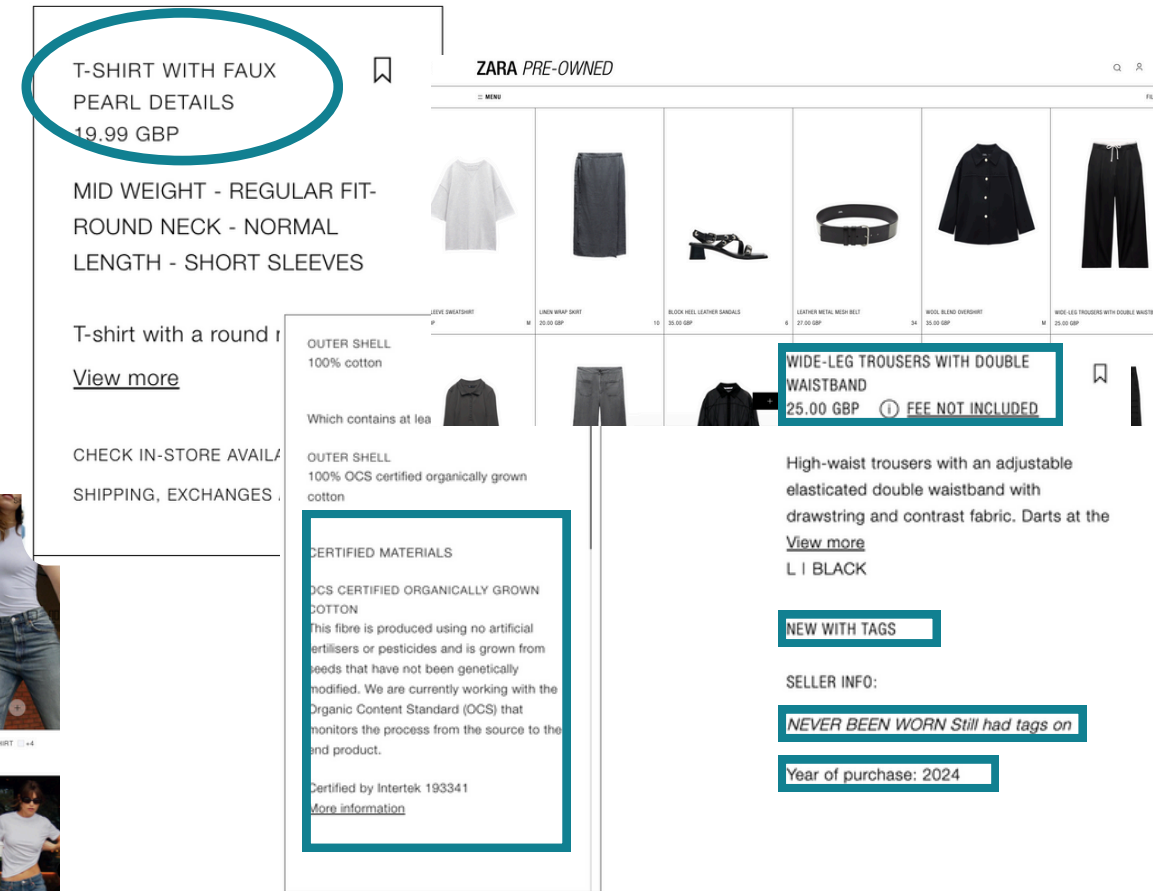 T-SHIRT WITH FAUX
PEARL DETAILS
19.99 GBP
MID WEIGHT - REGULAR FIT-
ROUND NECK - NORMAL
LENGTH - SHORT SLEEVES
T-shirt with a round
View more
CHECK IN-STORE
SHIPPING, EXCHANGES
OUTER SHELL
100% cotton
Which contains at
OUTER SHELL
100% OCS certified organically grown
cotton
CERTIFIED MATERIALS
OCS CERTIFIED ORGANICALLY GROWN
COTTON
This fibre is produced using no artificial
fertilisers or pesticides and is grown from
seeds that have not been genetically
modified. We are currently working with the
Organic Content Standard (OCS) that
monitors the process from the source to the
end product.
Certified by Intertek 193341
More information
ZARA PRE-OWNED
MENU
SWEATSHIRT
M
LINEN WRAP SKIRT
20.00 GBP 10
BLOCK HEEL LEATHER SANDALS
35.00 GBP 6
LEATHER METAL MESH BELT
27.00 GBP 34
WOOL BLEND OVERSHIRT
35.00 GBP M
WIDE-LEG TROUSERS WITH DOUBLE
25.00 GBP
WIDE-LEG TROUSERS WITH DOUBLE
WAISTBAND
25.00 GBP FEE NOT INCLUDED
High-waist trousers with an adjustable
elasticated double waistband with
drawstring and contrast fabric. Darts at the
View more
L | BLACK
NEW WITH TAGS
SELLER INFO:
NEVER BEEN WORN Still had tags on
Year of purchase: 2024
+4